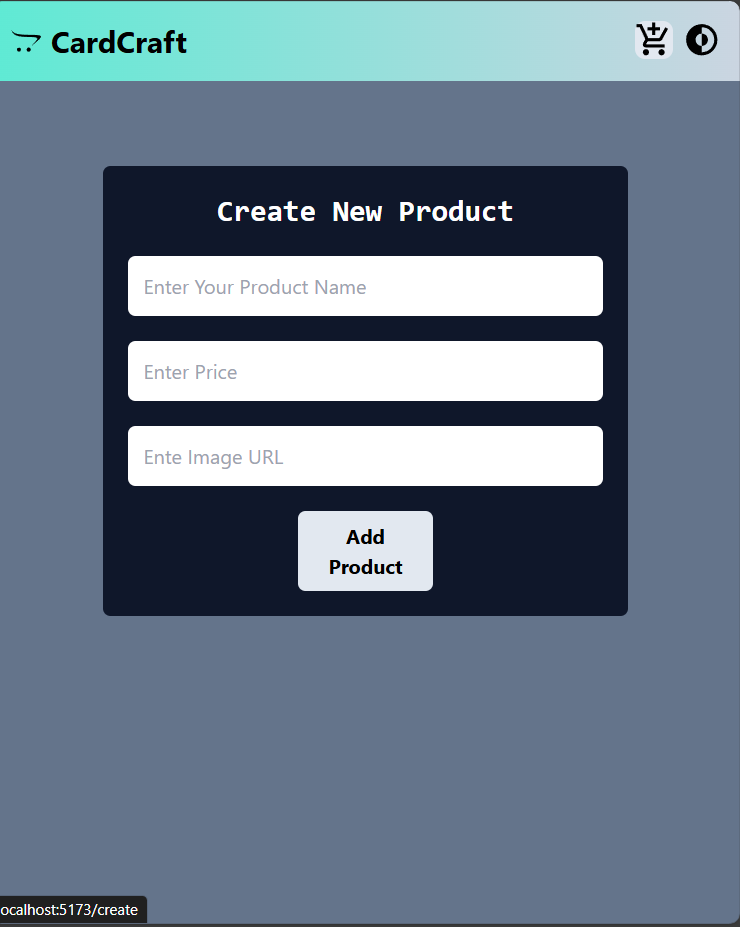 CardCraft
Create New Product
Enter Your Product Name
Enter Price
Ente Image URL
Add
Product
ocalhost:5173/create